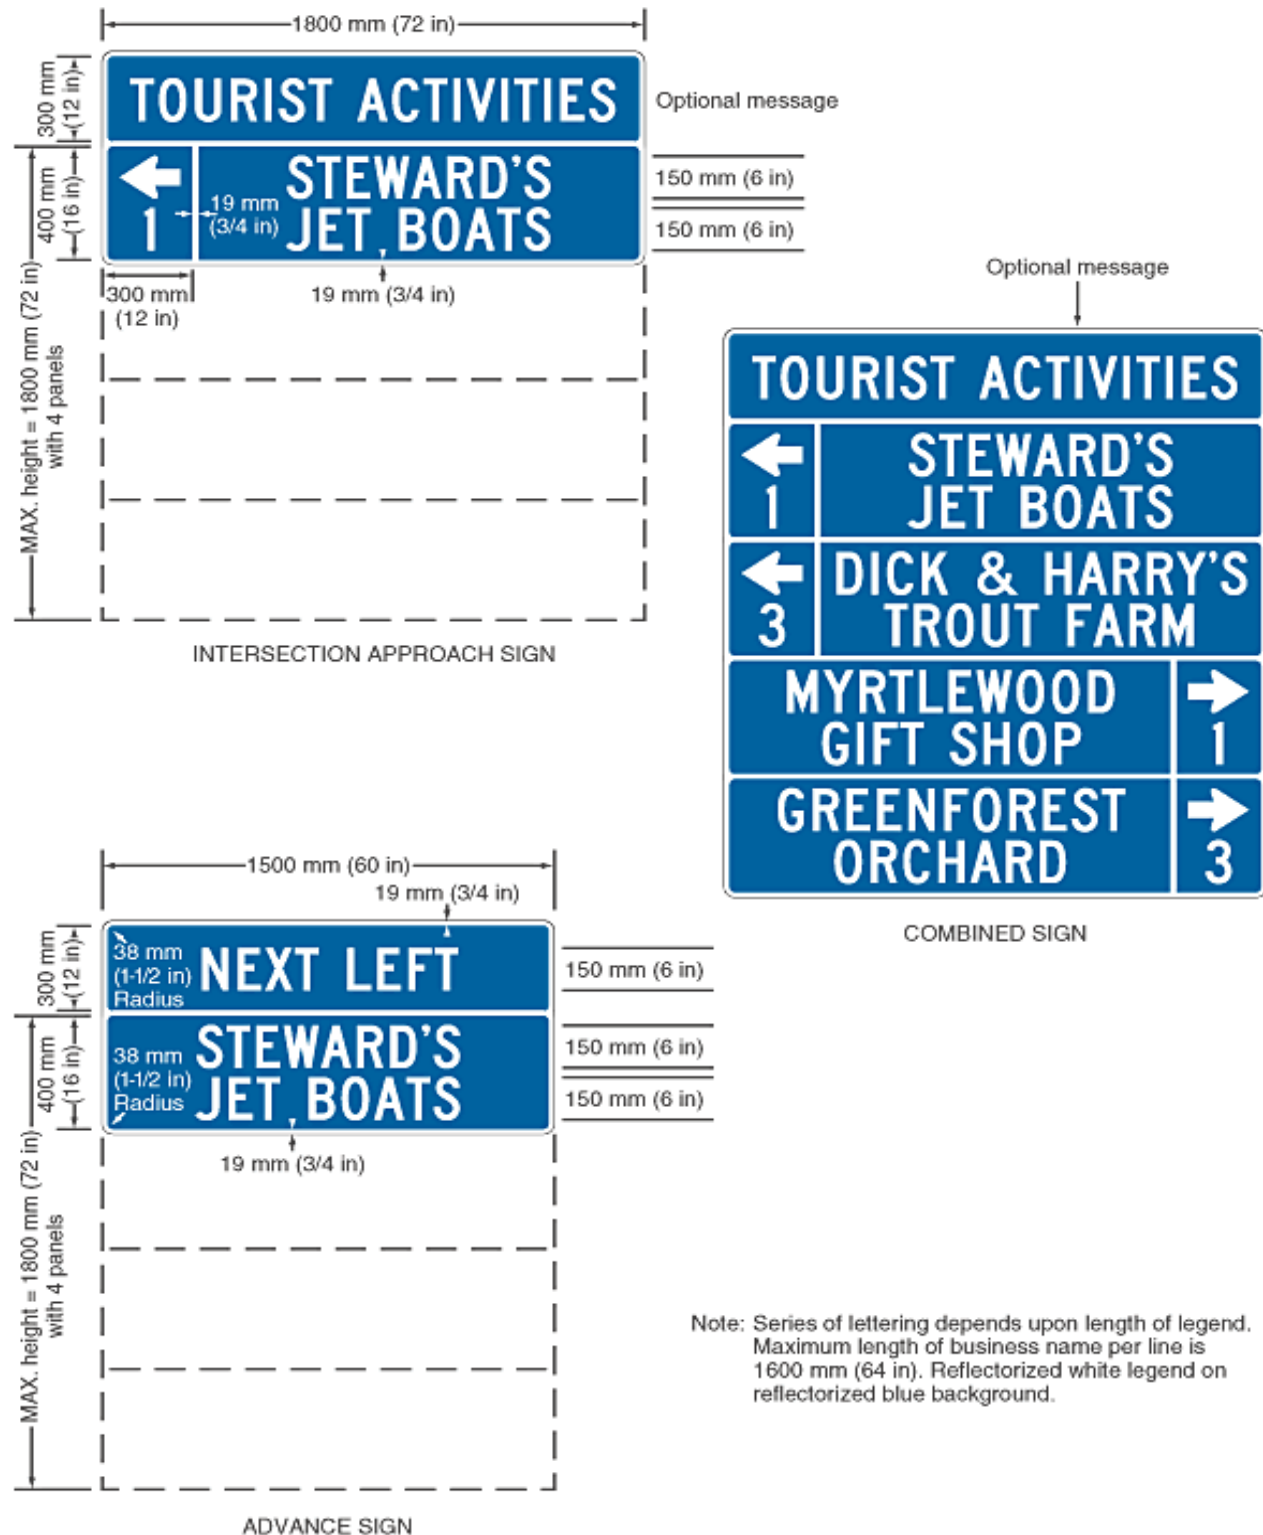 1800 mm (72 in)
300 mm
(12 in)
TOURIST ACTIVITIES
Optional message
400 mm
(16 in)
1
19 mm
(3/4 in)
STEWARD'S
JET BOATS
150 mm (6 in)
150 mm (6 in)
300 mm
(12 in)
19 mm (3/4 in)
MAX. height = 1800 mm (72 in)
with 4 panels
INTERSECTION APPROACH SIGN
Optional message
TOURIST ACTIVITIES
1
STEWARD'S
JET BOATS
3
DICK & HARRY'S
TROUT FARM
MYRTLEWOOD
GIFT SHOP
1
GREENFOREST
ORCHARD
3
COMBINED SIGN
1500 mm (60 in)
19 mm (3/4 in)
300 mm
(12 in)
38 mm
(1-1/2 in)
Radius
NEXT LEFT
150 mm (6 in)
400 mm
(16 in)
38 mm
(1-1/2 in)
Radius
STEWARD'S
JET BOATS
150 mm (6 in)
150 mm (6 in)
19 mm (3/4 in)
MAX. height = 1800 mm (72 in)
with 4 panels
ADVANCE SIGN
Note: Series of lettering depends upon length of legend.
Maximum length of business name per line is
1600 mm (64 in). Reflectorized white legend on
reflectorized blue background.